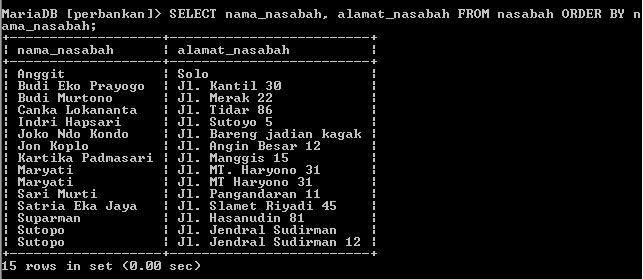 MariaDB [perbankan]> SELECT nama_nasabah, alamat_nasabah FROM nasabah ORDER BY n
ama_nasabah;
+------------------+--------------------------+
| nama_nasabah     | alamat_nasabah           |
+------------------+--------------------------+
| Anggit           | Solo                     |
| Budi Eko Prayogo | Jl. Kantil 30            |
| Budi Murtono     | Jl. Merak 22             |
| Canka Lokananta  | Jl. Tidar 86             |
| Indri Hapsari    | Jl. Sutoyo 5             |
| Joko Ndo Kondo   | Jl. Bareng jadian kagak  |
| Jon Koplo        | Jl. Angin Besar 12       |
| Kartika Padmasari | Jl. Manggis 15           |
| Maryati          | Jl. MT. Haryono 31       |
| Maryati          | Jl. MT Haryono 31        |
| Sari Murti       | Jl. Pangandaran 11       |
| Satria Eka Jaya  | Jl. Slamet Riyadi 45     |
| Suparman         | Jl. Hasanudin 81         |
| Sutopo           | Jl. Jendral Sudirman     |
| Sutopo           | Jl. Jendral Sudirman 12  |
+------------------+--------------------------+
15 rows in set (0.00 sec)